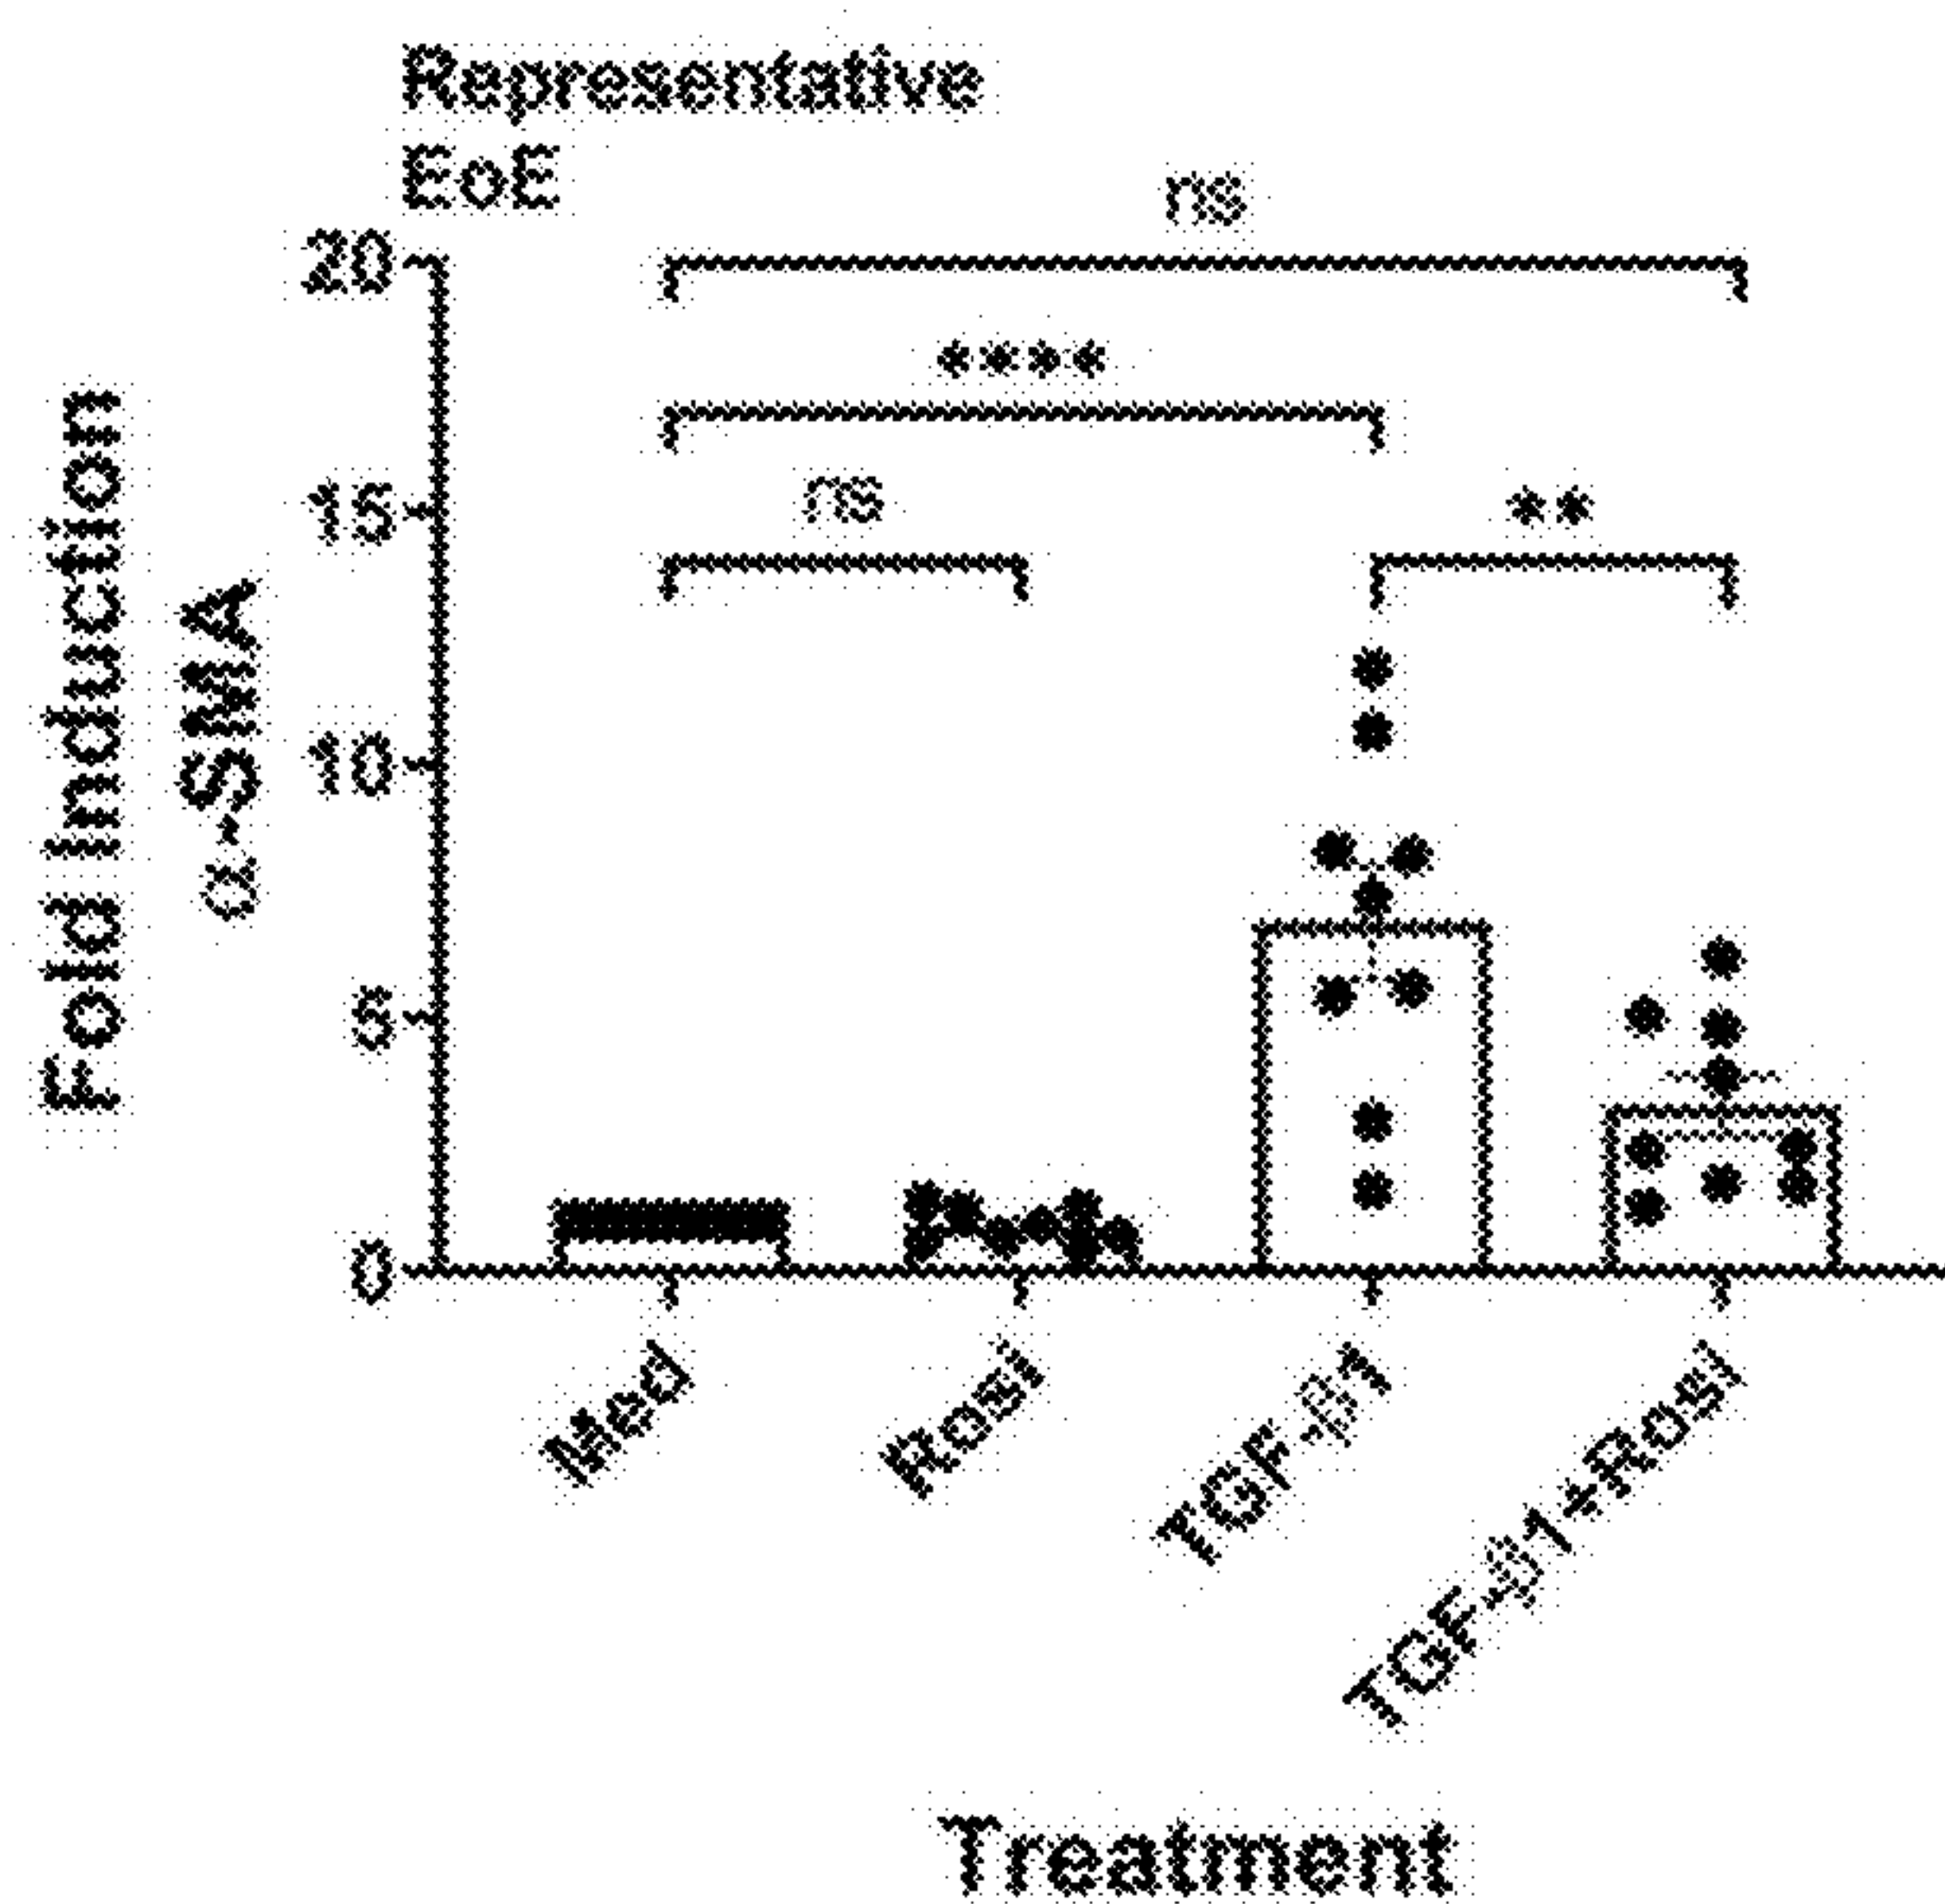 Representative
EoE
ns
20
****
ns
**
15
10
5
0
Fold Induction
α-SMA
Med
Rosi
TGF-β1
TGF-β1+Rosi
Treatment